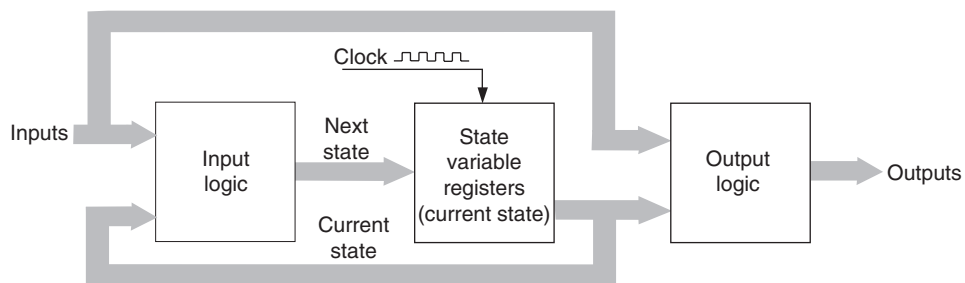 Clock
Inputs
Input
logic
Next
state
State
variable
registers
(current state)
Output
logic
Outputs
Current
state